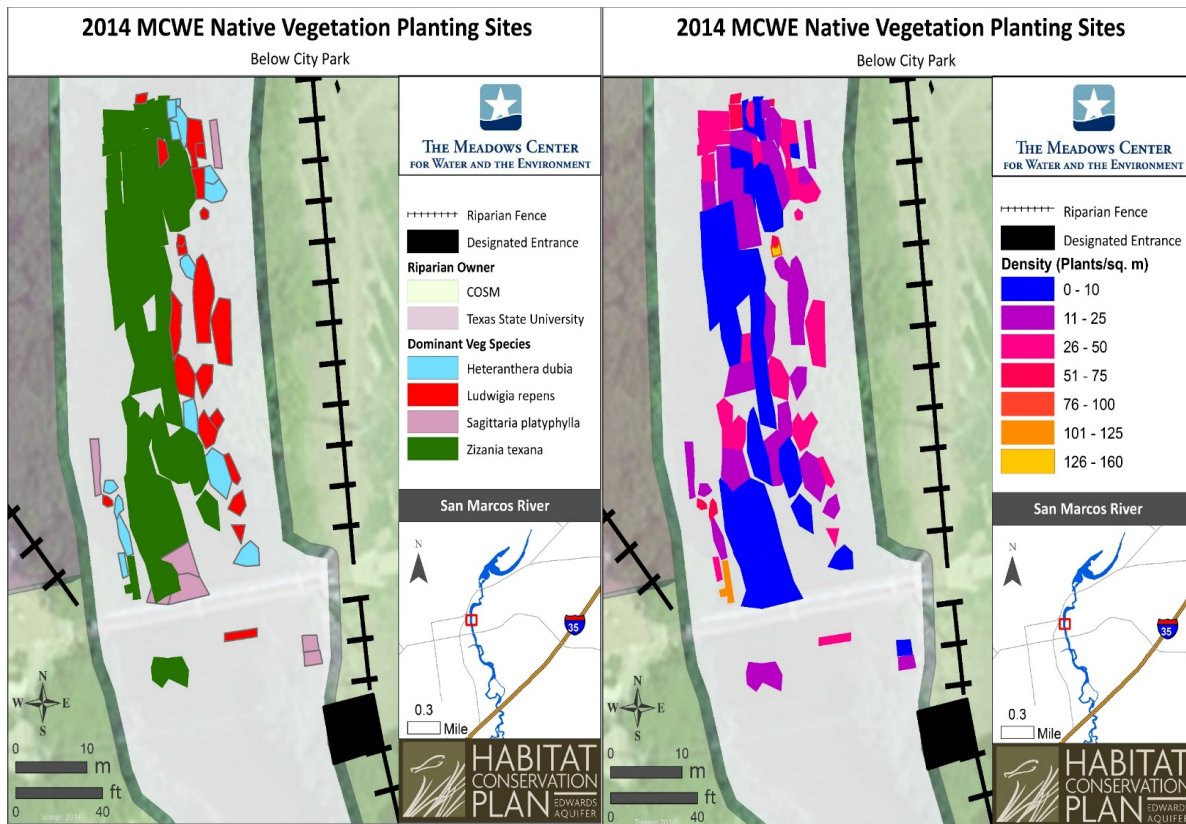 2014 MCWE Native Vegetation Planting Sites
Below City Park
THE MEADOWS CENTER
FOR WATER AND THE ENVIRONMENT
Riparian Fence
Designated Entrance
Riparian Owner
COSM
Texas State University
Dominant Veg Species
Heteranthera dubia
Ludwigia repens
Sagittaria platyphylla
Zizania texana
San Marcos River
N
35
0.3
Mile
N
W E
S
0 10
m
ft
0 40
2014
HABITAT
CONSERVATION
PLAN
EDWARDS
AQUIFER
2014 MCWE Native Vegetation Planting Sites
Below City Park
THE MEADOWS CENTER
FOR WATER AND THE ENVIRONMENT
Riparian Fence
Designated Entrance
Density (Plants/sq. m)
0 - 10
11 - 25
26 - 50
51 - 75
76 - 100
101 - 125
126 - 160
San Marcos River
N
35
0.3
Mile
N
W E
S
0 10
m
ft
0 40
2014
HABITAT
CONSERVATION
PLAN
EDWARDS
AQUIFER